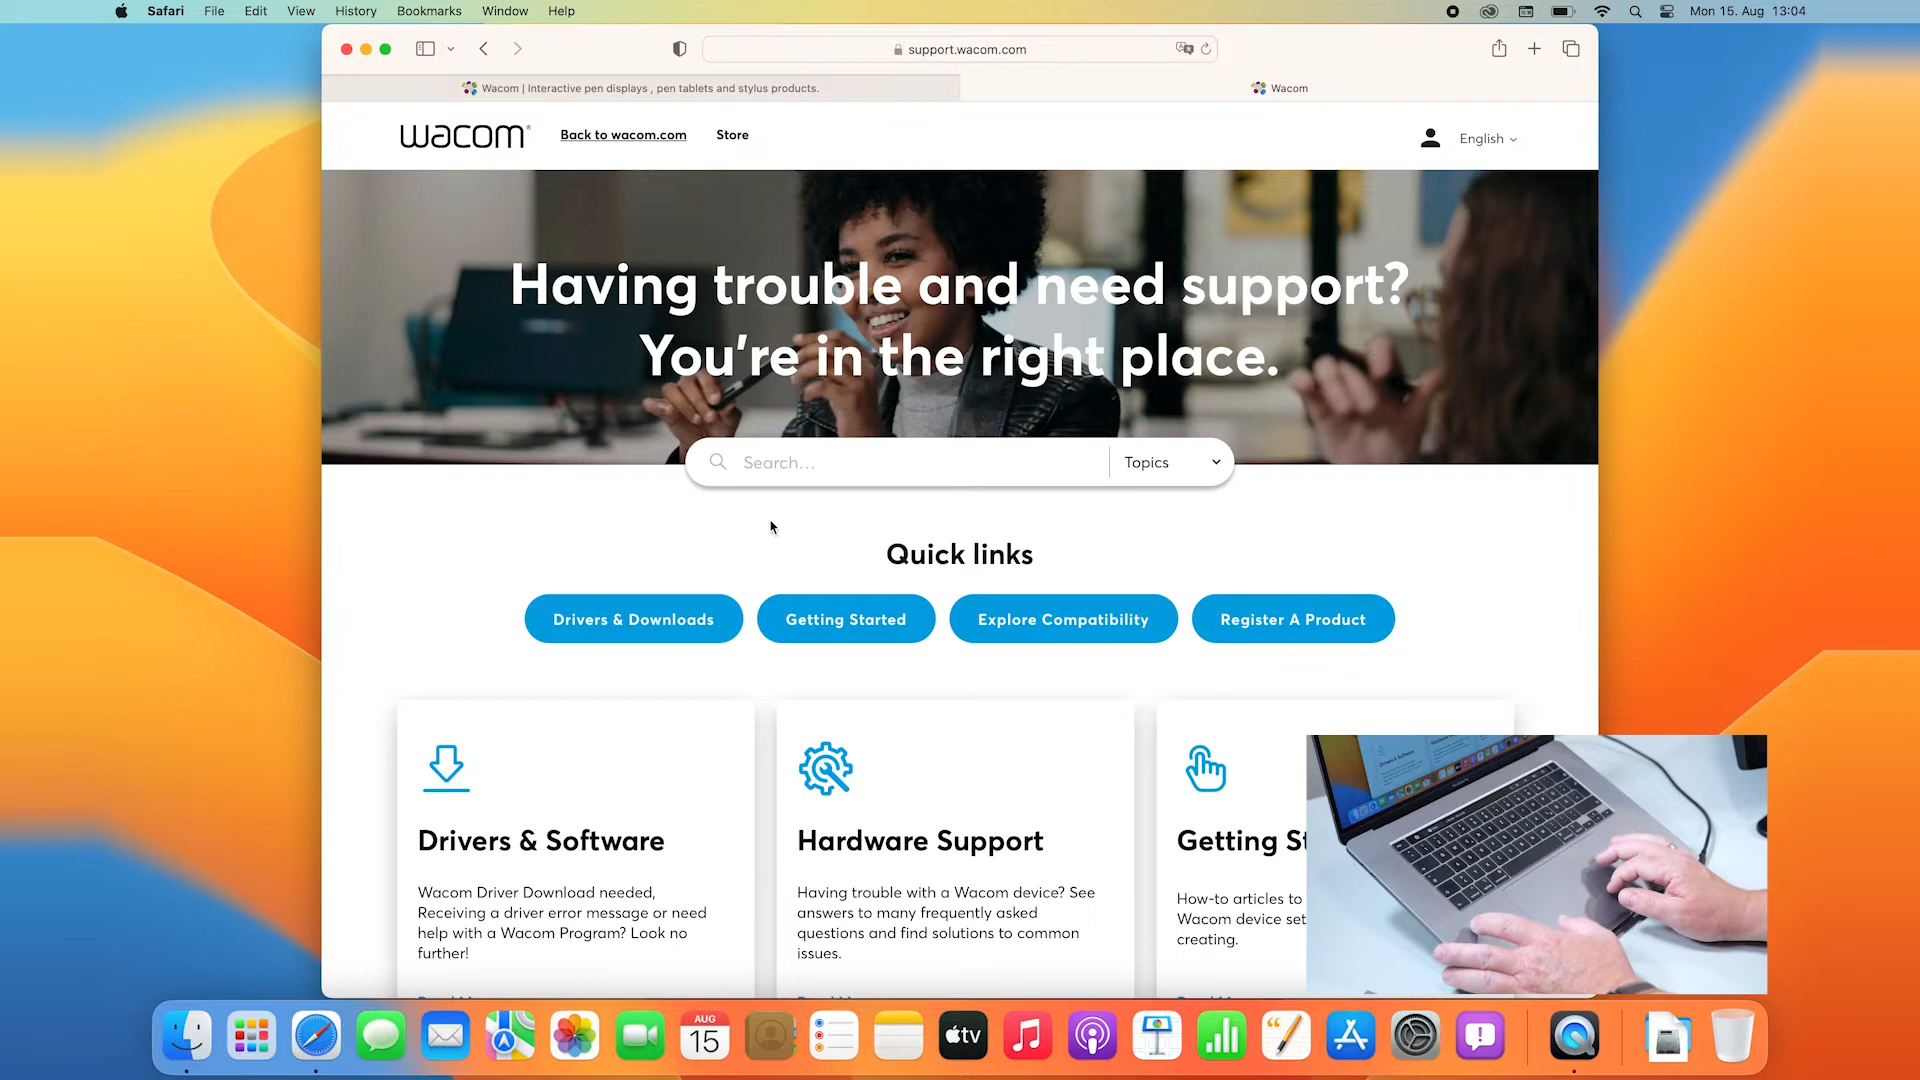 Safari File Edit View History Bookmarks Window Help Mon 15. Aug 13:04
support.wacom.com
Wacom | Interactive pen displays , pen tablets and stylus products.
Wacom
wacom®
Back to wacom.com
Store
English
Having trouble and need support?
You're in the right place.
Search...
Topics
Quick links
Drivers & Downloads
Getting Started
Explore Compatibility
Register A Product
Drivers & Software
Wacom Driver Download needed,
Receiving a driver error message or need
help with a Wacom Program? Look no
further!
Hardware Support
Having trouble with a Wacom device? See
answers to many frequently asked
questions and find solutions to common
issues.
Getting
How-to articles to
Wacom device set
creating.
AUG
15
tv